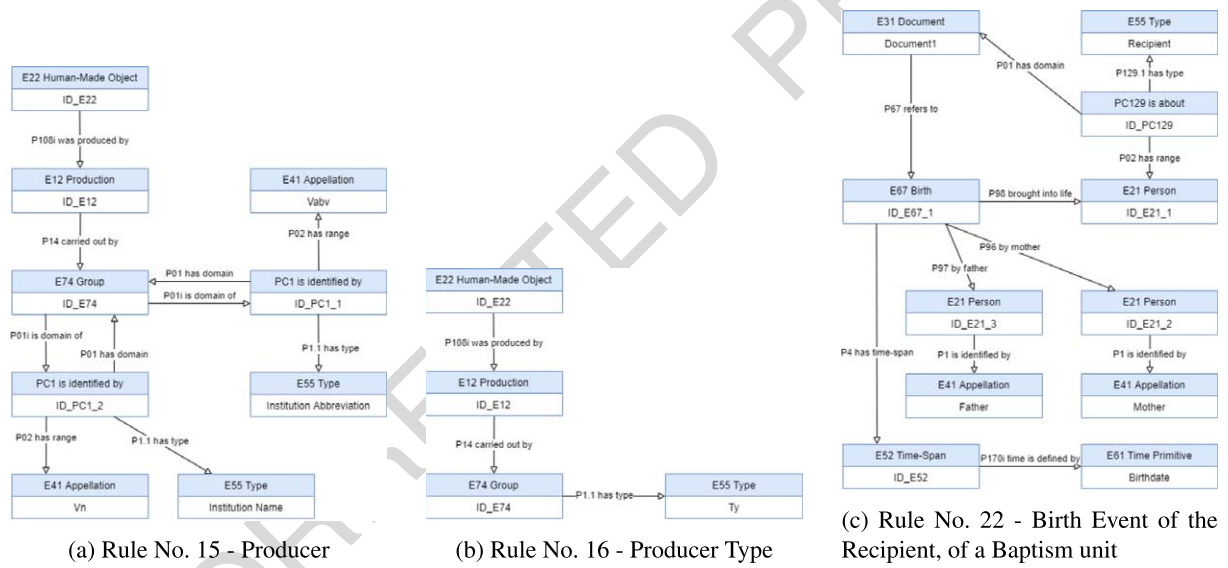 E22 Human-Made Object
ID_E22
P108i was produced by
E12 Production
ID_E12
P14 carried out by
E74 Group
ID_E74
P01 has domain
P01i is domain of
E41 Appellation
Vabv
P02 has range
PC1 is identified by
ID_PC1_1
P1.1 has type
E55 Type
Institution Abbreviation
P01i is domain of
P01 has domain
PC1 is identified by
ID_PC1_2
P02 has range
P1.1 has type
E41 Appellation
Vn
E55 Type
Institution Name
(a) Rule No. 15 - Producer
E22 Human-Made Object
ID_E22
P108i was produced by
E12 Production
ID_E12
P14 carried out by
E74 Group
ID_E74
P1.1 has type
E55 Type
Ty
(b) Rule No. 16 - Producer Type
E31 Document
Document1
P01 has domain
E55 Type
Recipient
P129.1 has type
P67 refers to
PC129 is about
ID_PC129
P02 has range
E67 Birth
ID_E67_1
P98 brought into life
E21 Person
ID_E21_1
P96 by mother
P97 by father
E21 Person
ID_E21_3
E21 Person
ID_E21_2
P4 has time-span
P1 is identified by
P1 is identified by
E41 Appellation
Father
E41 Appellation
Mother
E52 Time-Span
ID_E52
P170i time is defined by
E61 Time Primitive
Birthdate
(c) Rule No. 22 - Birth Event of the
Recipient, of a Baptism unit